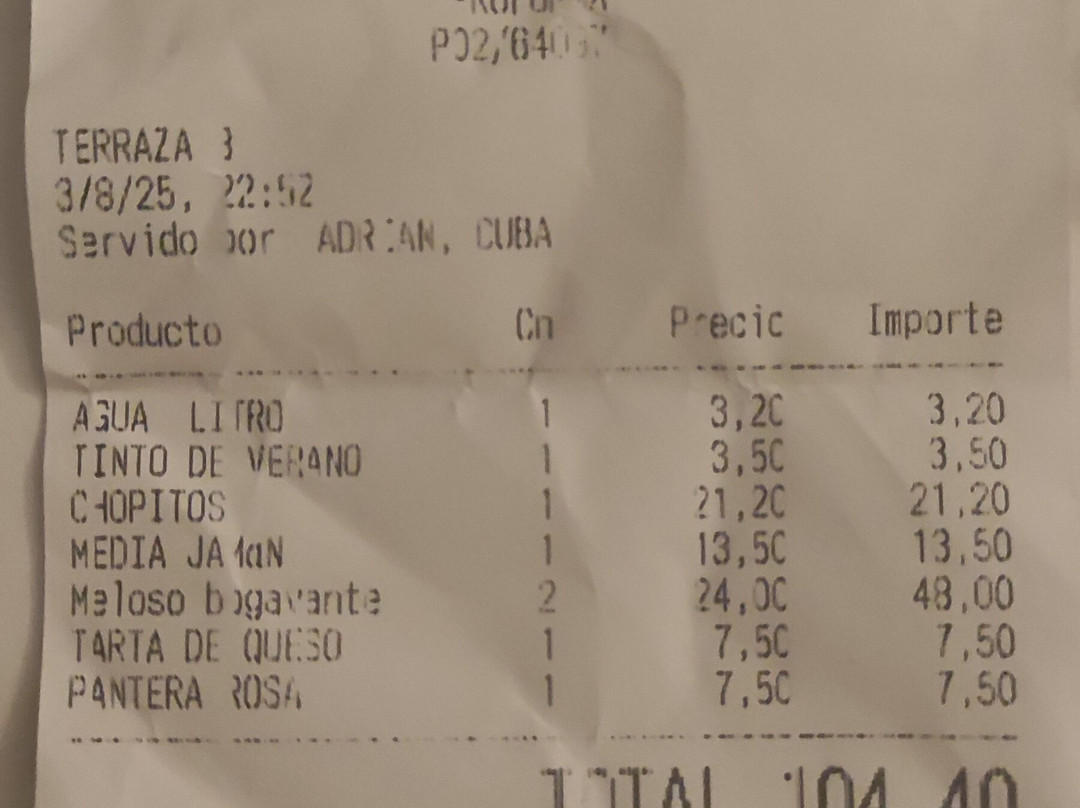 TERRAZA 3
3/8/25, 22:52
Servido por ADRIAN, CUBA
Producto Cn Precio Importe
AGUA LITRO 1 3,20 3,20
TINTO DE VERANO 1 3,50 3,50
CHOPITOS 1 21,20 21,20
MEDIA JAMaN 1 13,50 13,50
Meloso bogavante 2 24,00 48,00
TARTA DE QUESO 1 7,50 7,50
PANTERA ROSA 1 7,50 7,50
TOTAL 104,40